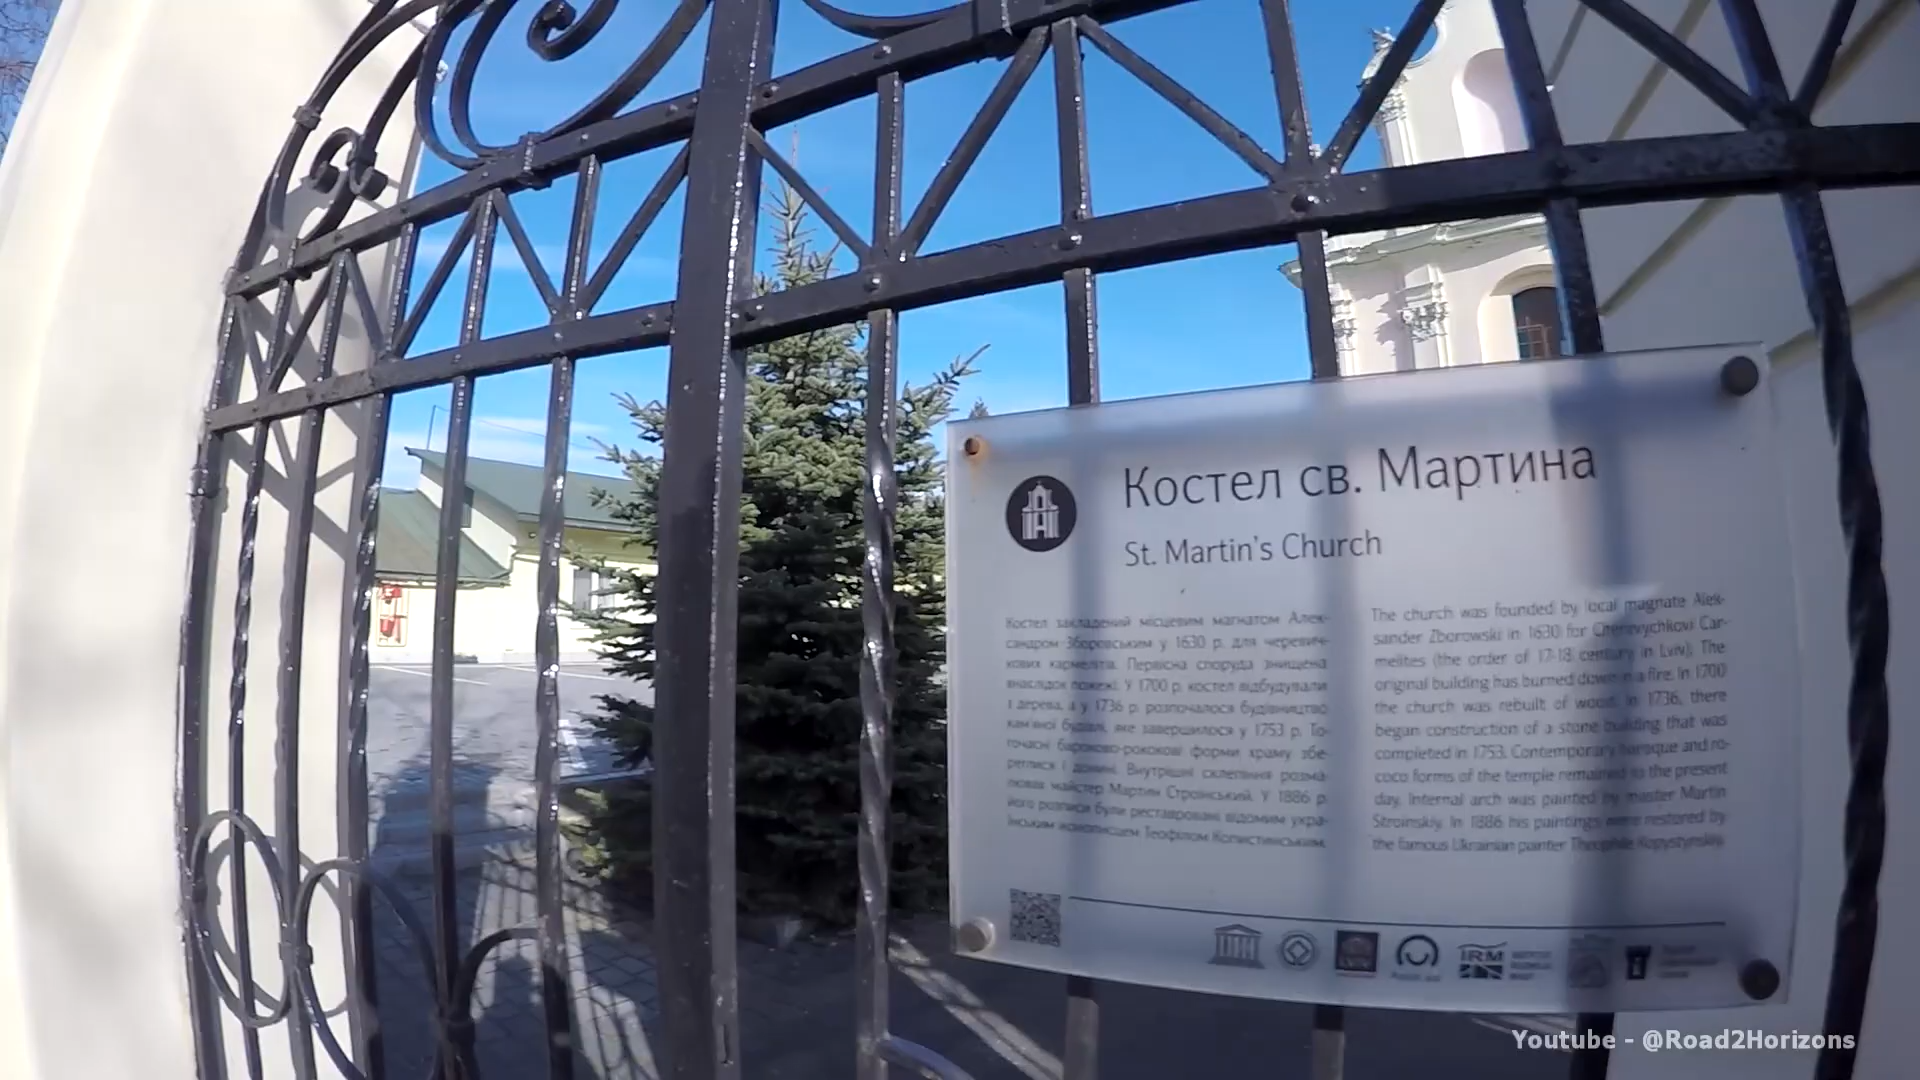 Костел св. Мартина
St. Martin's Church
Костел закладений місцевим магнатом Алек-
сандром Зборовським у 1630 р. для черевич-
кових кармелітів. Первісна споруда знищена
внаслідок пожежі. У 1700 р. костел відбудували
з дерева, а у 1736 р. розпочалося будівництво
кам'яної будівлі, яке завершилося у 1753 р. То-
гочасні бароково-рококові форми храму збе-
реглися і донині. Внутрішні склепіння розма-
лював майстер Мартин Строїнський. У 1886 р.
його розписи були реставровані відомим укра-
їнським іконописцем Теофілом Копистинським.
The church was founded by local magnate Alek-
sander Zborowski in 1630 for Cherevychkovi Car-
melites (the order of 17-18 century in Lviv). The
original building has burned down in a fire. In 1700
the church was rebuilt of wood. In 1736, there
began construction of a stone building that was
completed in 1753. Contemporary baroque and ro-
coco forms of the temple remained to the present
day. Internal arch was painted by master Martin
Stroinskiy. In 1886 his paintings were restored by
the famous Ukrainian painter Theophile Kopystynskiy.
IRM
Youtube - @Road2Horizons